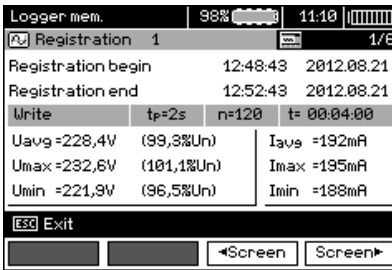 Logger mem. 98% 11:10
Registration 1 1/6
Registration begin 12:48:43 2012.08.21
Registration end 12:52:43 2012.08.21
Write tp=2s n=120 t= 00:04:00
Uavg =228,4V (99,3%Un) Iavg =192mA
Umax =232,6V (101,1%Un) Imax =195mA
Umin =221,9V (96,5%Un) Imin =188mA
ESC Exit
◄Screen Screen►